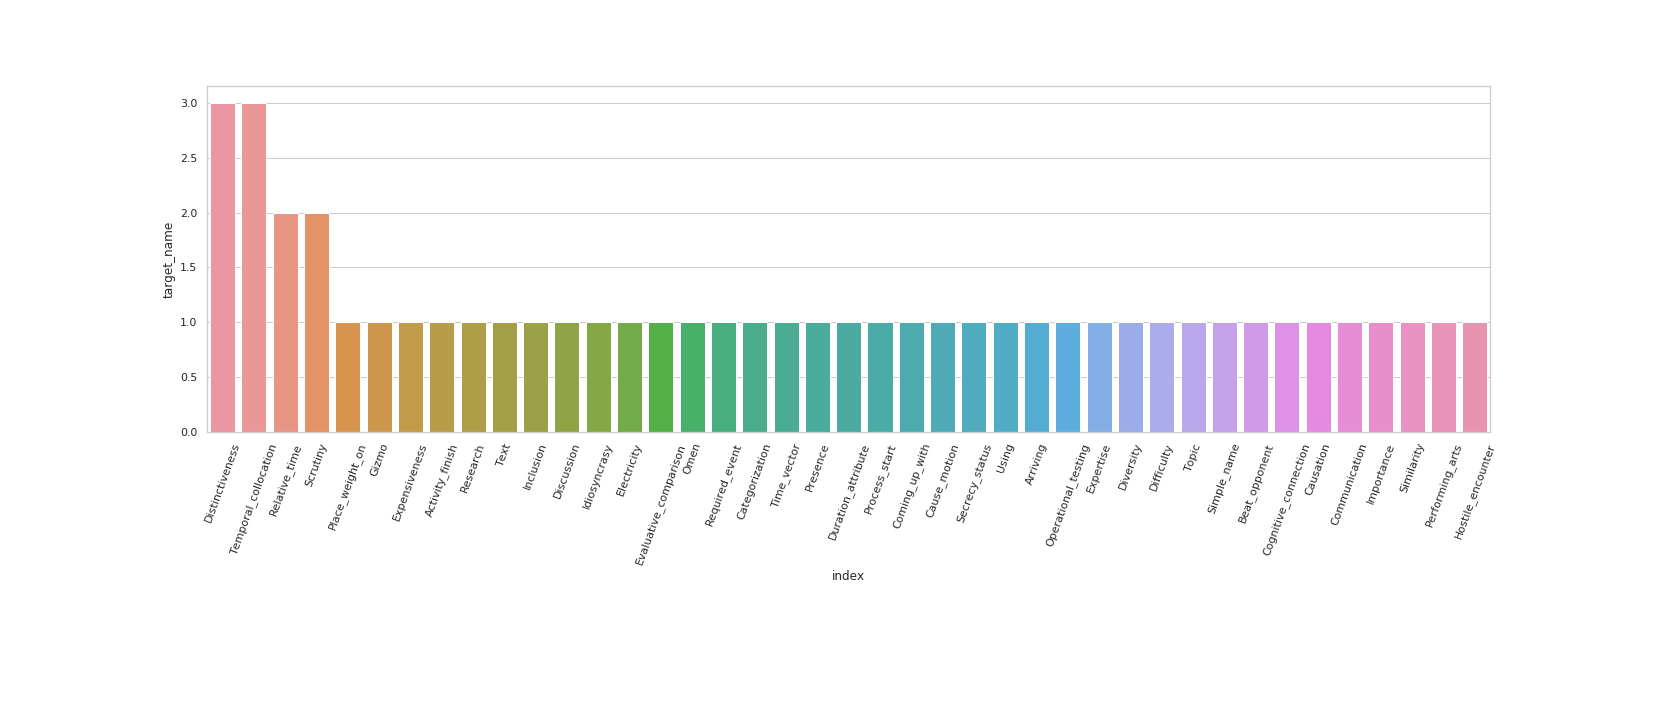 3.0
2.5
2.0
1.5
1.0
0.5
0.0
target_name
Distinctiveness
Temporal_collocation
Relative_time
Scrutiny
Place_weight_on
Gizmo
Expensiveness
Activity_finish
Research
Text
Inclusion
Discussion
Idiosyncrasy
Electricity
Evaluative_comparison
Omen
Required_event
Categorization
Time_vector
Presence
Duration_attribute
Process_start
Coming_up_with
Cause_motion
Secrecy_status
Using
Arriving
Operational_testing
Expertise
Diversity
Difficulty
Topic
Simple_name
Beat_opponent
Cognitive_connection
Causation
Communication
Importance
Similarity
Performing_arts
Hostile_encounter
index